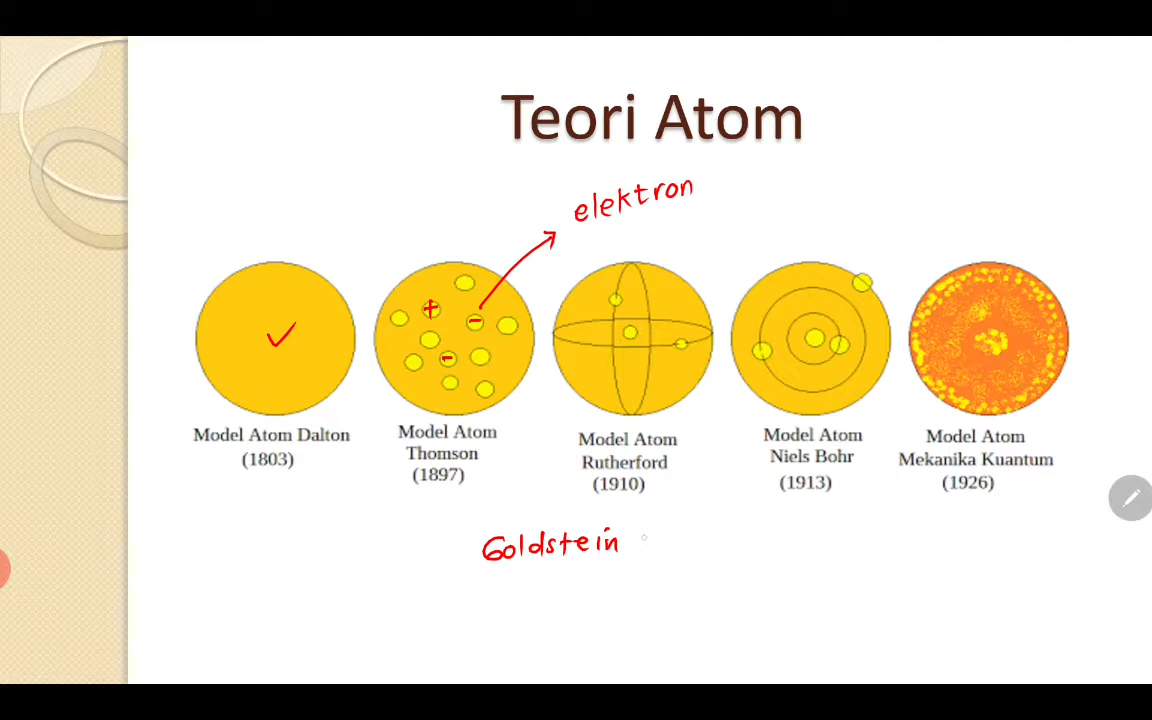 Teori Atom
elektron
+
-
-
Model Atom Dalton
(1803)
Model Atom
Thomson
(1897)
Model Atom
Rutherford
(1910)
Model Atom
Niels Bohr
(1913)
Model Atom
Mekanika Kuantum
(1926)
Goldstein